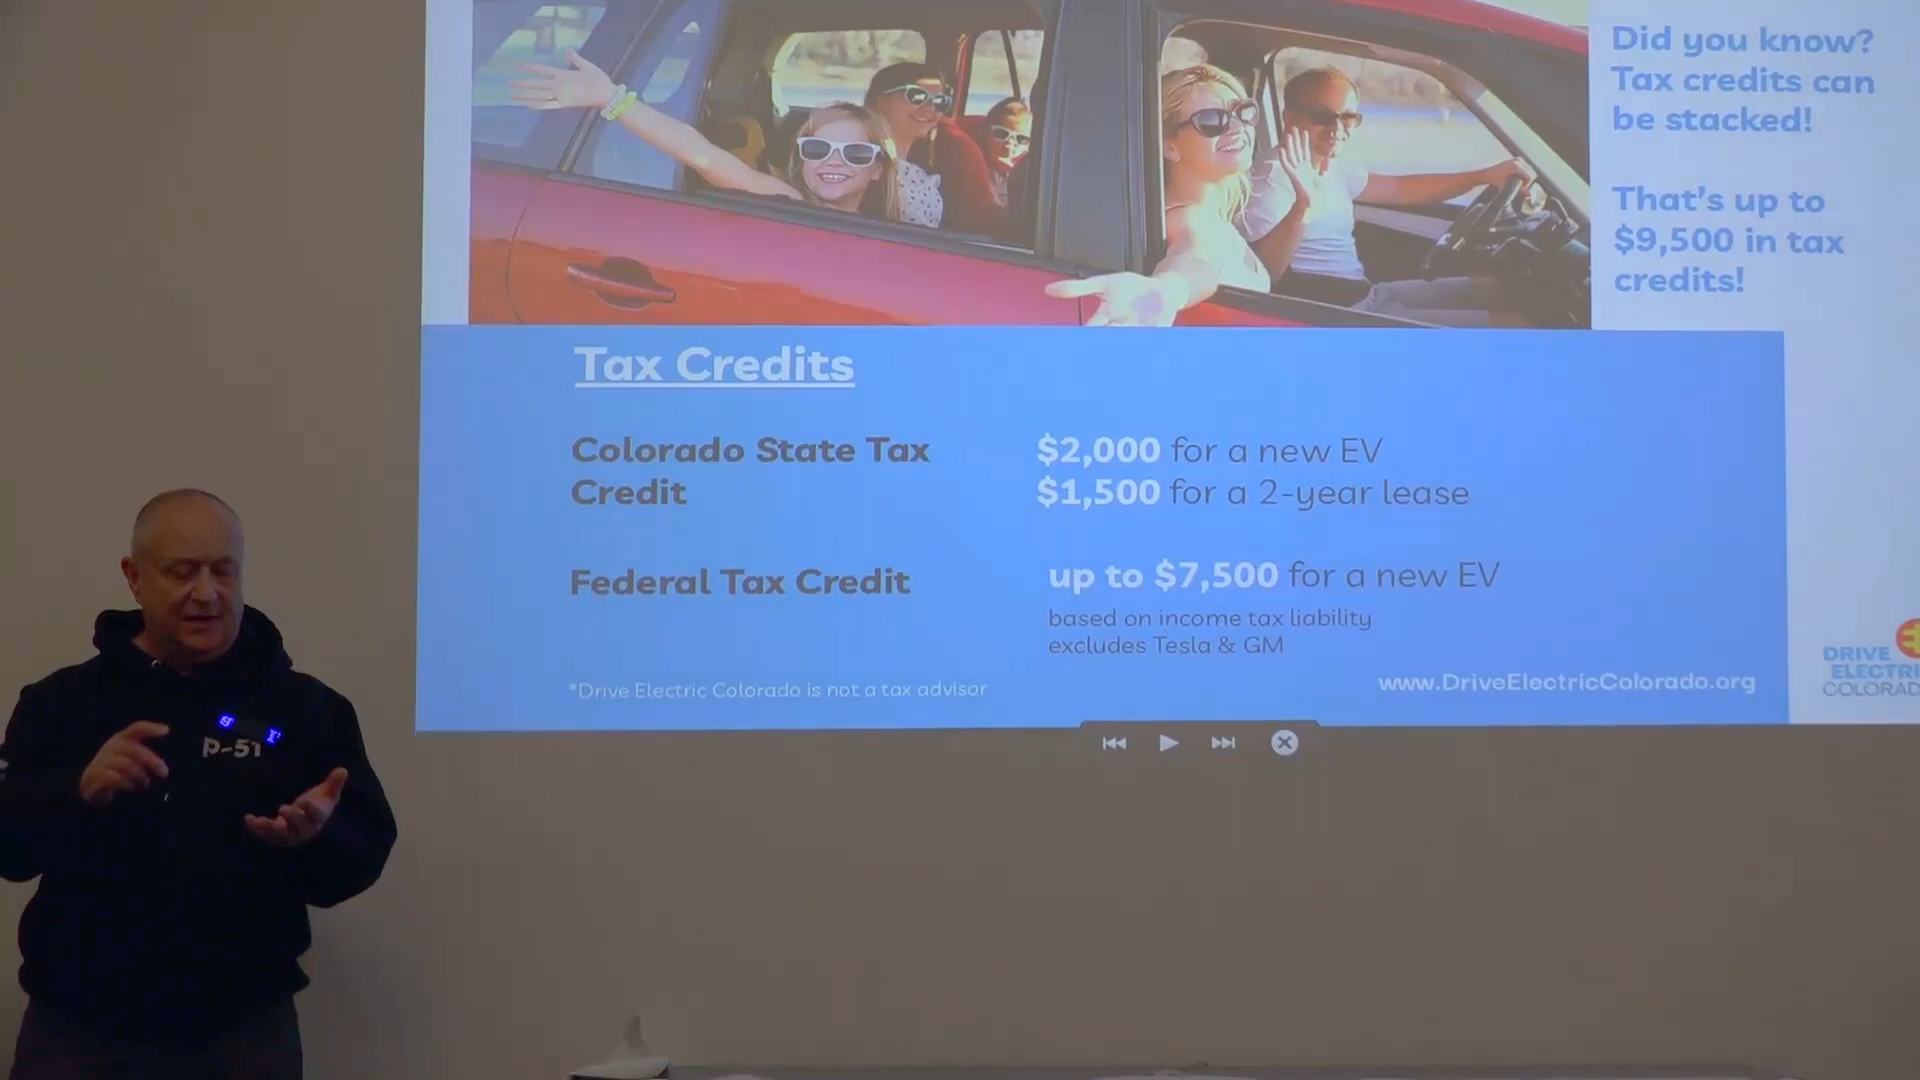 Did you know?
Tax credits can
be stacked!
That's up to
$9,500 in tax
credits!
Tax Credits
Colorado State Tax
Credit
$2,000 for a new EV
$1,500 for a 2-year lease
Federal Tax Credit
up to $7,500 for a new EV
based on income tax liability
excludes Tesla & GM
*Drive Electric Colorado is not a tax advisor
www.DriveElectricColorado.org
DRIVE
P-51